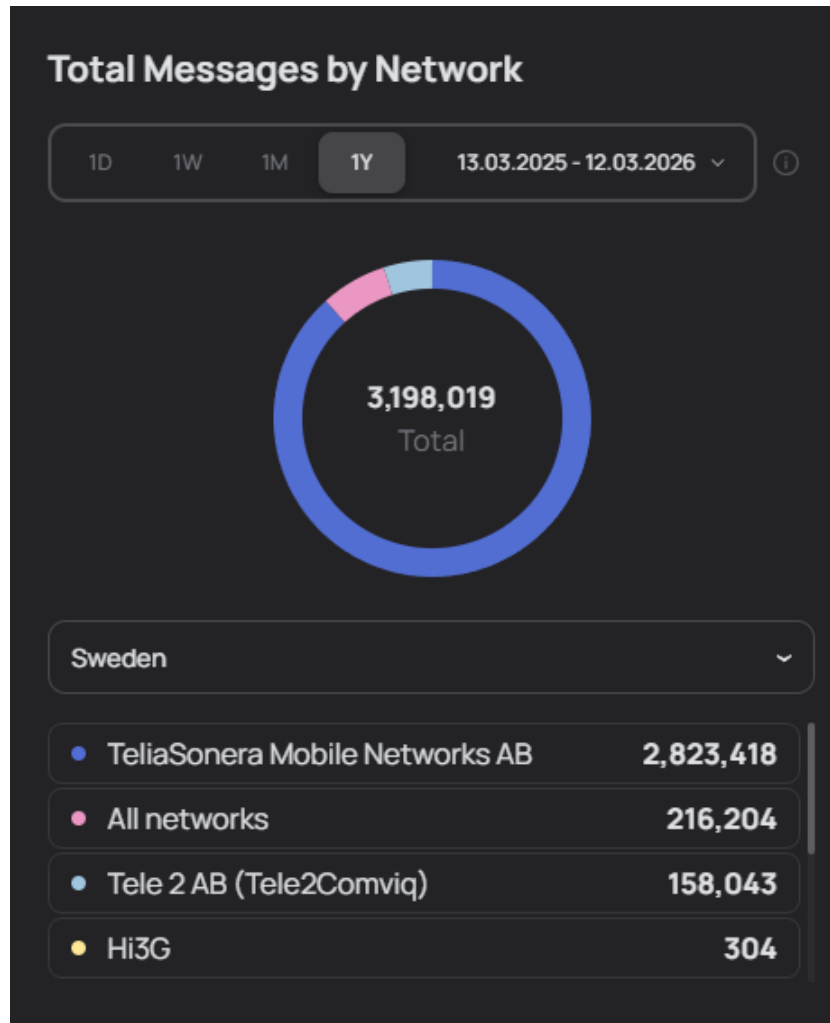 Total Messages by Network
1D 1W 1M 1Y 13.03.2025 - 12.03.2026
3,198,019
Total
Sweden
TeliaSonera Mobile Networks AB 2,823,418
All networks 216,204
Tele 2 AB (Tele2Comviq) 158,043
Hi3G 304